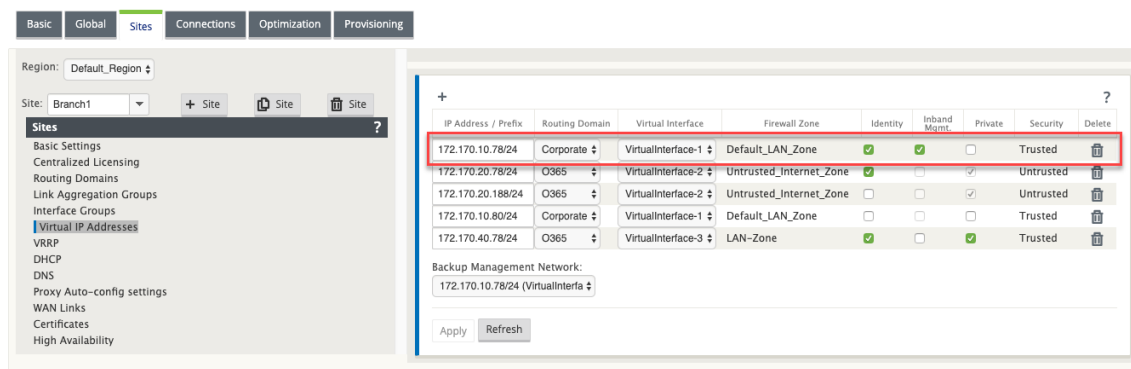 Basic Global Sites Connections Optimization Provisioning
Region: Default_Region
Site: Branch1 + Site Site Site
Sites ?
Basic Settings
Centralized Licensing
Routing Domains
Link Aggregation Groups
Interface Groups
Virtual IP Addresses
VRRP
DHCP
DNS
Proxy Auto-config settings
WAN Links
Certificates
High Availability
+ ?
IP Address / Prefix Routing Domain Virtual Interface Firewall Zone Identity Inband Mgmt. Private Security Delete
172.170.10.78/24 Corporate VirtualInterface-1 Default_LAN_Zone Trusted
172.170.20.78/24 O365 VirtualInterface-2 Untrusted_Internet_Zone Untrusted
172.170.20.188/24 O365 VirtualInterface-2 Untrusted_Internet_Zone Untrusted
172.170.10.80/24 Corporate VirtualInterface-1 Default_LAN_Zone Trusted
172.170.40.78/24 O365 VirtualInterface-3 LAN-Zone Trusted
Backup Management Network:
172.170.10.78/24 (VirtualInterfa
Apply Refresh